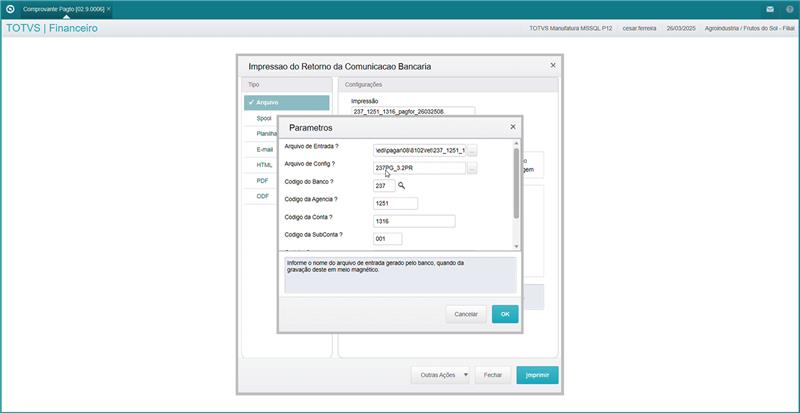 Comprovante Pagto [02.9.0006] ×
TOTVS | Financeiro
TOTVS Manufatura MSSQL P12
cesar.ferreira
26/03/2025
Agroindustria / Frutos do Sol - Filial
Impressao do Retorno da Comunicacao Bancaria
Tipo
Configurações
Arquivo
Spool
Planilha
E-mail
HTML
PDF
ODF
Impressão
237_1251_1316_pagfor_26032508.
Parametros
Arquivo de Entrada ?
\edi\pagar\08\8102\ret\237_1251_1
...
Arquivo de Config ?
237PG_3.2PR
...
Codigo do Banco ?
237
Codigo da Agencia ?
1251
Codigo da Conta ?
1316
Codigo da SubConta ?
001
Informe o nome do arquivo de entrada gerado pelo banco, quando da
gravação deste em meio magnético.
Cancelar
OK
Outras Ações
Fechar
Imprimir